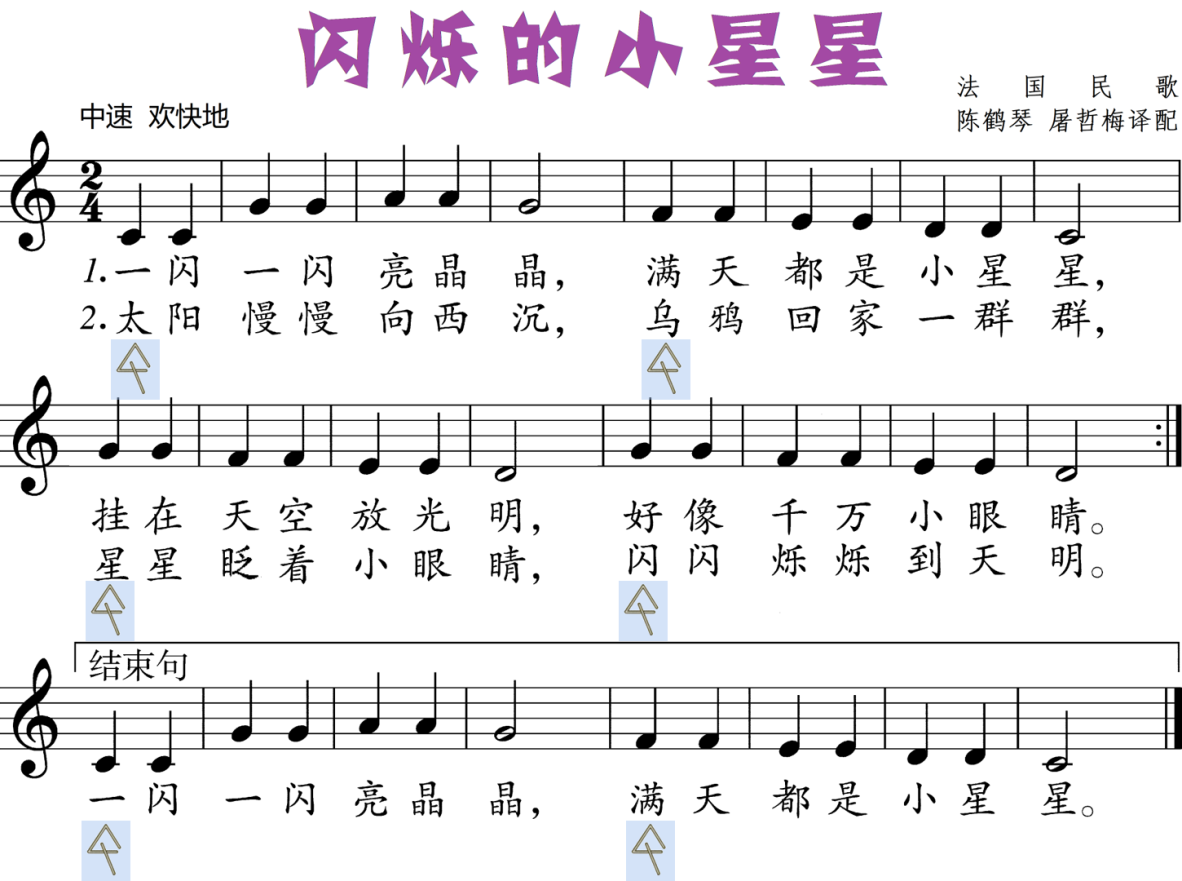 闪烁的小星星
法国民歌
中速 欢快地
陈鹤琴 屠哲梅译配
2
4
1.一闪 一闪 亮晶 晶, 满天 都是 小星 星,
2.太阳 慢慢 向西 沉, 乌鸦 回家 一群 群,
挂在 天空 放光 明, 好像 千万 小眼 睛。
星星 眨着 小眼 睛, 闪闪 烁烁 到天 明。
结束句
一闪 一闪 亮晶 晶, 满天 都是 小星 星。